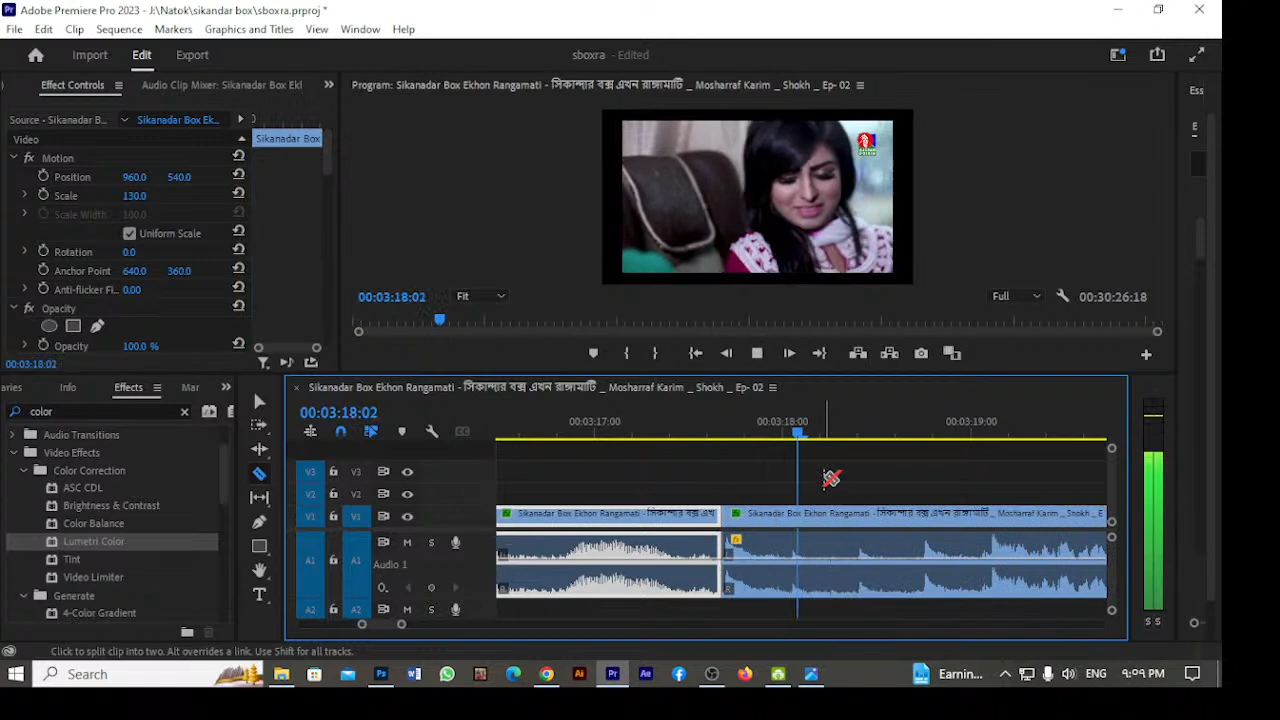 Adobe Premiere Pro 2023 - J:\Natok\sikandar box\sboxra.prproj *
File Edit Clip Sequence Markers Graphics and Titles View Window Help
Import Edit Export sboxra - Edited
Effect Controls Audio Clip Mixer: Sikanadar Box Ekl
Program: Sikanadar Box Ekhon Rangamati - সিকান্দার বক্স এখন রাঙ্গামাটি _ Mosharraf Karim _ Shokh _ Ep- 02
Ess
Source - Sikanadar B... Sikanadar Box Ek...
Video Sikanadar Box
E
fx Motion
Position 960.0 540.0
Scale 130.0
Scale Width 100.0
Uniform Scale
Rotation 0.0
Anchor Point 640.0 360.0
Anti-flicker Fi... 0.00
fx Opacity
Opacity 100.0 %
00:03:18:02
00:03:18:02 Fit Full 00:30:26:18
aries Info Effects Mar
color
Audio Transitions
Video Effects
Color Correction
ASC CDL
Brightness & Contrast
Color Balance
Lumetri Color
Tint
Video Limiter
Generate
4-Color Gradient
Sikanadar Box Ekhon Rangamati - সিকান্দার বক্স এখন রাঙ্গামাটি _ Mosharraf Karim _ Shokh _ Ep- 02
00:03:18:02
00:03:17:00 00:03:18:00 00:03:19:00
V3 V3
V2 V2
V1 V1 Sikanadar Box Ekhon Rangamati - সিকান্দার বক্স এখন রাঙ্গামাটি _ Mosharraf Karim _ Shokh _ E
A1 A1 M S
Audio 1
A2 A2 M S
S S
Click to split clip into two. Alt overrides a link. Use Shift for all tracks.
Search Earnin... ENG ৯:০৯ PM